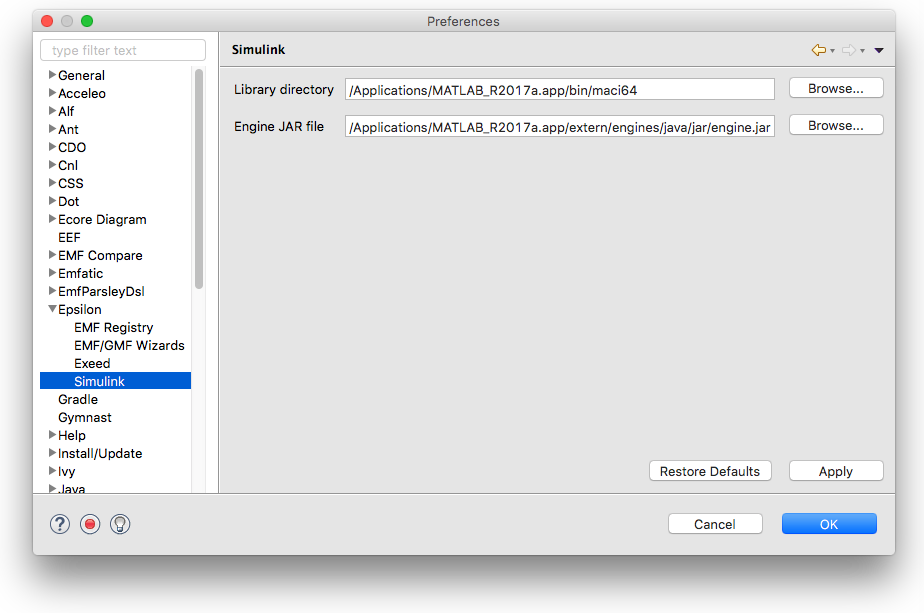 Preferences
type filter text
Simulink
General
Acceleo
Alf
Ant
CDO
Cnl
CSS
Dot
Ecore Diagram
EEF
EMF Compare
Emfatic
EmfParsleyDsl
Epsilon
EMF Registry
EMF/GMF Wizards
Exeed
Simulink
Gradle
Gymnast
Help
Install/Update
Ivy
Java
Library directory /Applications/MATLAB_R2017a.app/bin/maci64 Browse...
Engine JAR file /Applications/MATLAB_R2017a.app/extern/engines/java/jar/engine.jar Browse...
Restore Defaults Apply
? Cancel OK